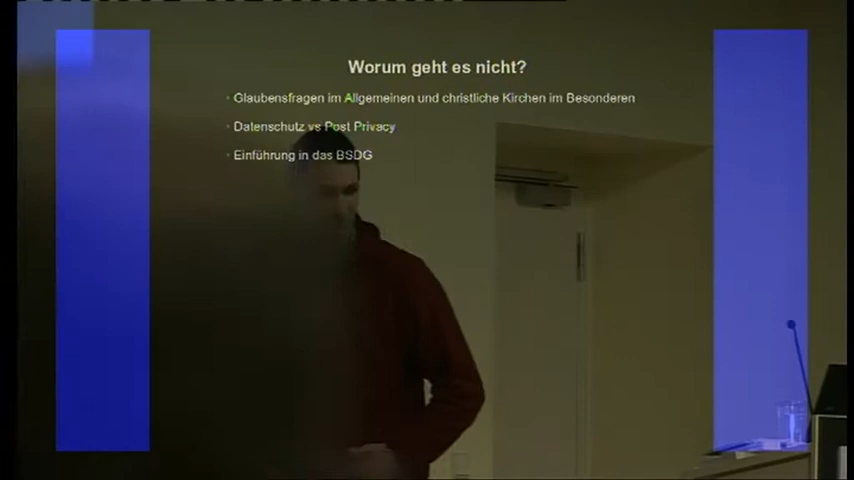 Worum geht es nicht?
Glaubensfragen im Allgemeinen und christliche Kirchen im Besonderen
Datenschutz vs Post Privacy
Einführung in das BSDG